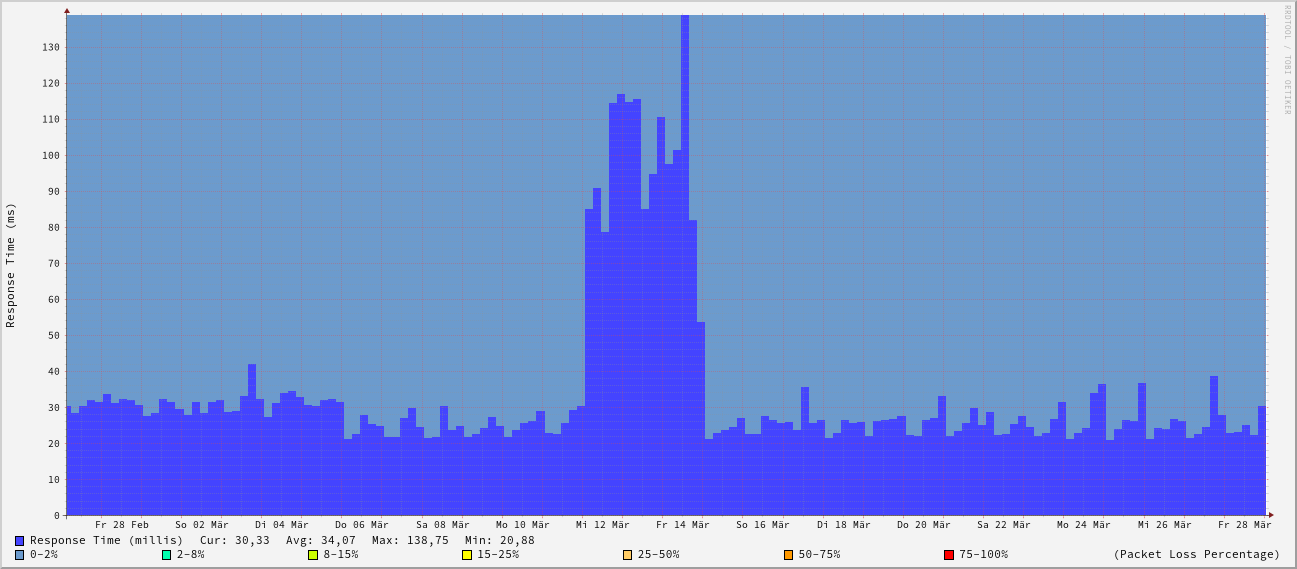 RRDTOOL / TOBI OETIKER
Response Time (ms)
130
120
110
100
90
80
70
60
50
40
30
20
10
0
Fr 28 Feb So 02 Mär Di 04 Mär Do 06 Mär Sa 08 Mär Mo 10 Mär Mi 12 Mär Fr 14 Mär So 16 Mär Di 18 Mär Do 20 Mär Sa 22 Mär Mo 24 Mär Mi 26 Mär Fr 28 Mär
Response Time (millis) Cur: 30,33 Avg: 34,07 Max: 138,75 Min: 20,88
0-2% 2-8% 8-15% 15-25% 25-50% 50-75% 75-100% (Packet Loss Percentage)